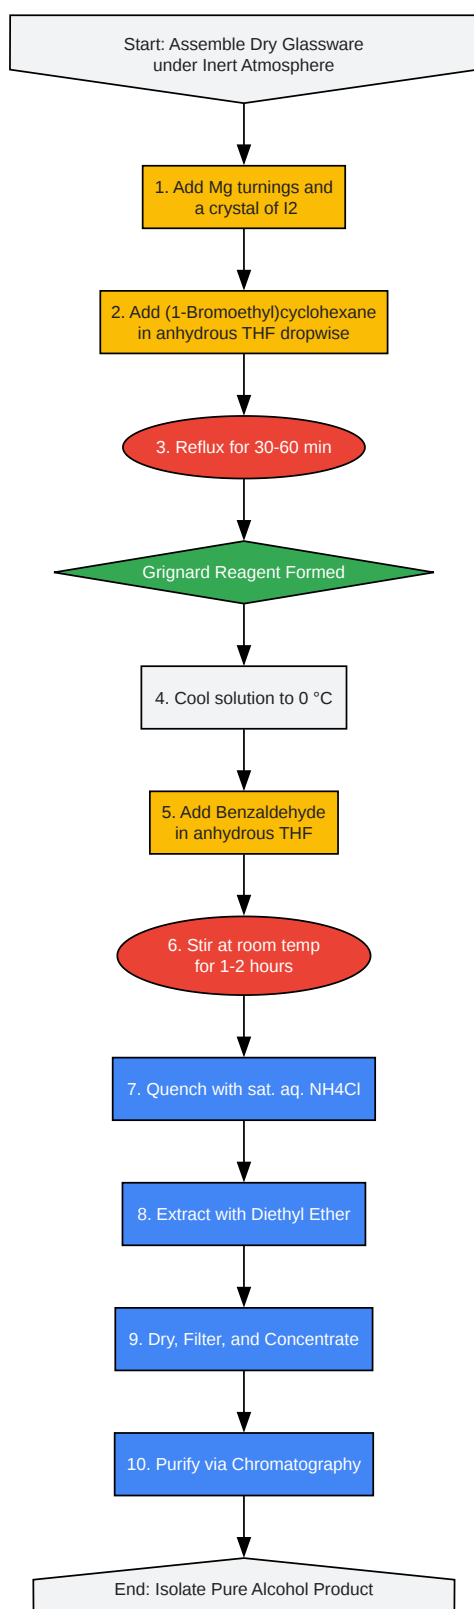 Start: Assemble Dry Glassware
under Inert Atmosphere
1. Add Mg turnings and
a crystal of I2
2. Add (1-Bromoethyl)cyclohexane
in anhydrous THF dropwise
3. Reflux for 30-60 min
Grignard Reagent Formed
4. Cool solution to 0 °C
5. Add Benzaldehyde
in anhydrous THF
6. Stir at room temp
for 1-2 hours
7. Quench with sat. aq. NH4Cl
8. Extract with Diethyl Ether
9. Dry, Filter, and Concentrate
10. Purify via Chromatography
End: Isolate Pure Alcohol Product